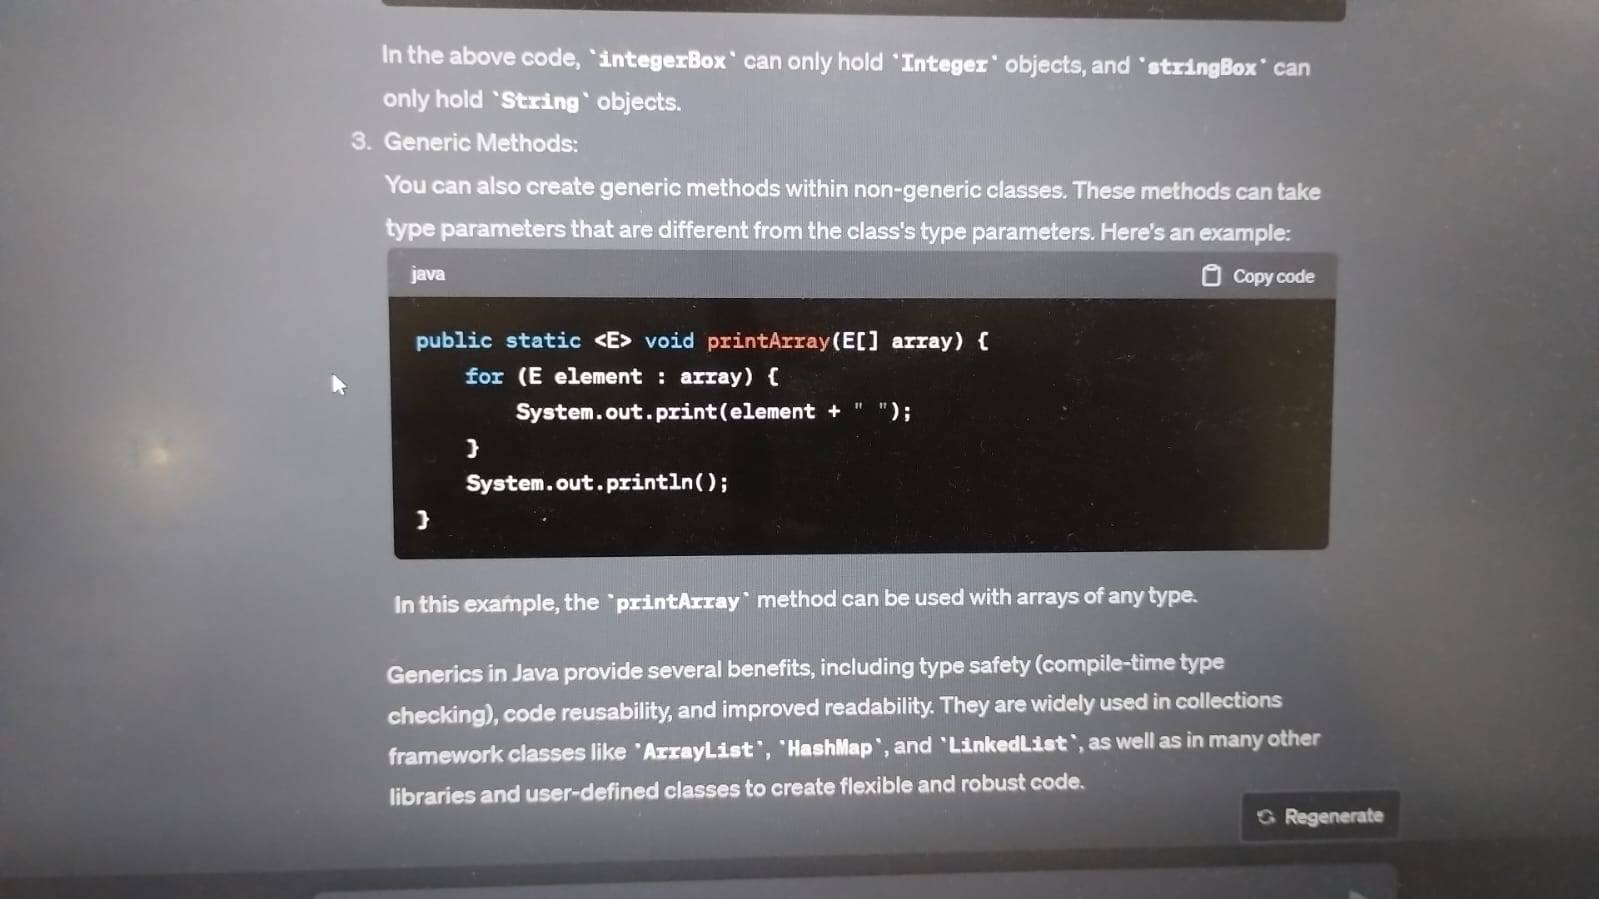 In the above code, `integerBox` can only hold `Integer` objects, and `stringBox` can
only hold `String` objects.
3. Generic Methods:
You can also create generic methods within non-generic classes. These methods can take
type parameters that are different from the class's type parameters. Here's an example:
java Copy code
public static <E> void printArray(E[] array) {
    for (E element : array) {
        System.out.print(element + " ");
    }
    System.out.println();
}
In this example, the `printArray` method can be used with arrays of any type.
Generics in Java provide several benefits, including type safety (compile-time type
checking), code reusability, and improved readability. They are widely used in collections
framework classes like `ArrayList`, `HashMap`, and `LinkedList`, as well as in many other
libraries and user-defined classes to create flexible and robust code.
Regenerate